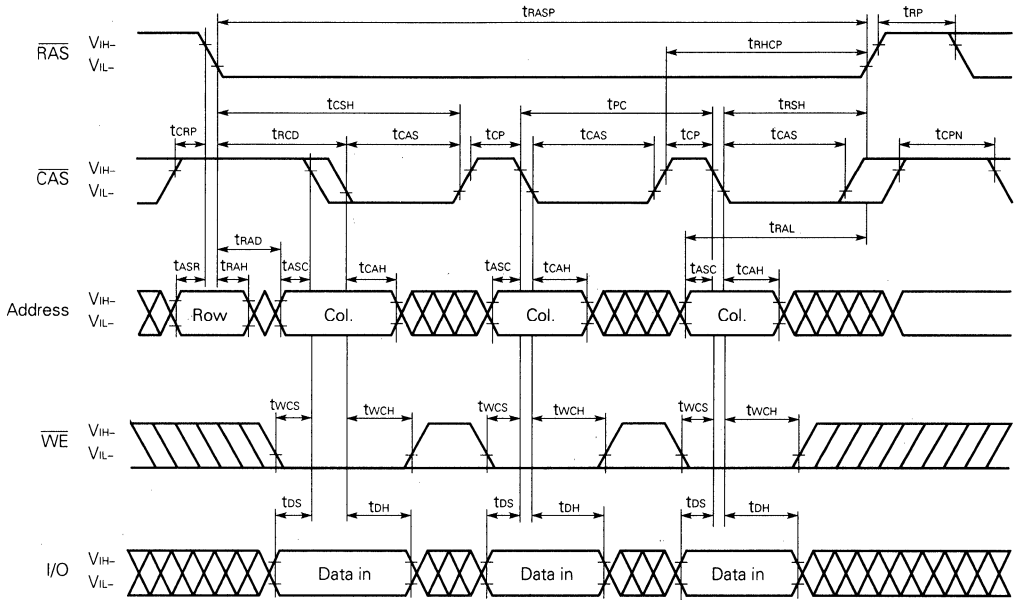 tRASP
tRP
RAS
VIH–
VIL–
tRHCP
tCSH
tPC
tRSH
tCRP
tRCD
tCAS
tCP
tCAS
tCP
tCAS
tCPN
CAS
VIH–
VIL–
tRAD
tRAL
tASR
tRAH
tASC
tCAH
tASC
tCAH
tASC
tCAH
Address
VIH–
VIL–
Row
Col.
Col.
Col.
tWCS
tWCH
tWCS
tWCH
tWCS
tWCH
WE
VIH–
VIL–
tDS
tDH
tDS
tDH
tDS
tDH
I/O
VIH–
VIL–
Data in
Data in
Data in